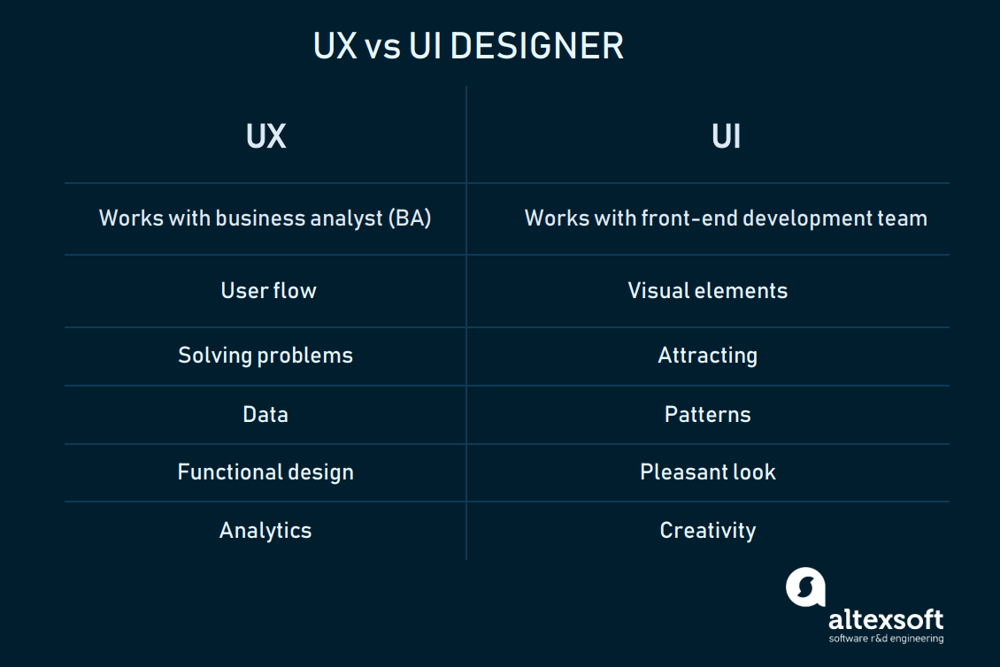 UX vs UI DESIGNER
UX
UI
Works with business analyst (BA)
Works with front-end development team
User flow
Visual elements
Solving problems
Attracting
Data
Patterns
Functional design
Pleasant look
Analytics
Creativity
altexsoft
software r&d engineering